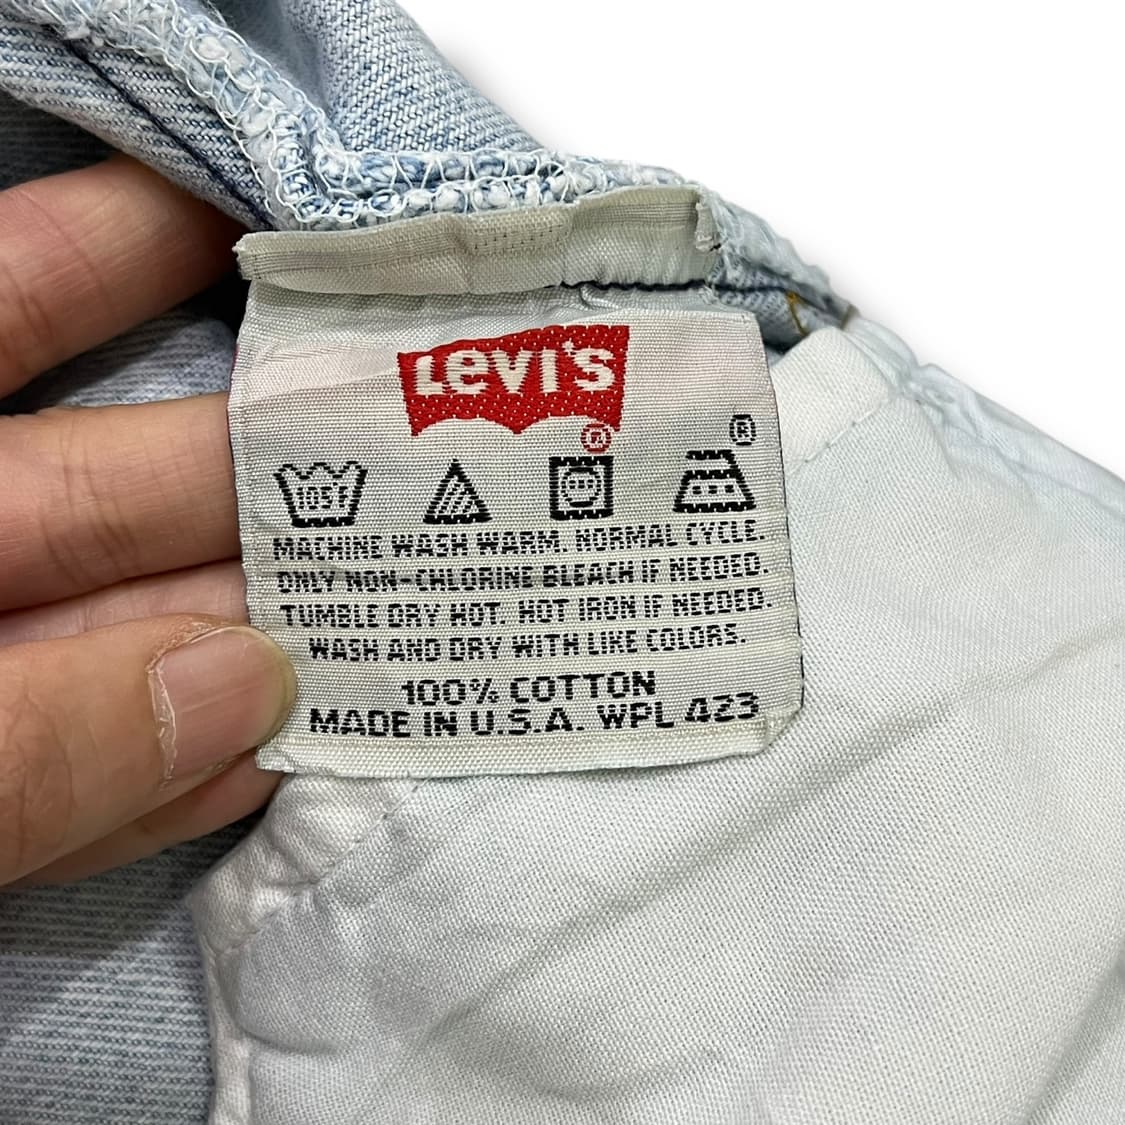 LEVI'S
®
®
105°F
MACHINE WASH WARM. NORMAL CYCLE.
ONLY NON-CHLORINE BLEACH IF NEEDED.
TUMBLE DRY HOT. HOT IRON IF NEEDED.
WASH AND DRY WITH LIKE COLORS.
100% COTTON
MADE IN U.S.A. WPL 423